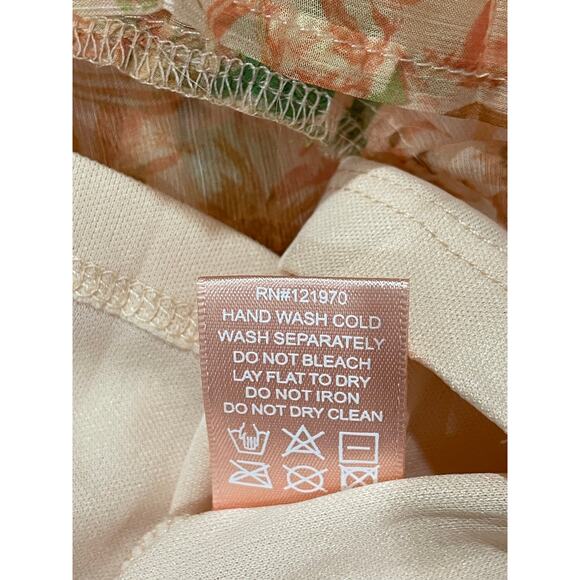 RN#121970
HAND WASH COLD
WASH SEPARATELY
DO NOT BLEACH
LAY FLAT TO DRY
DO NOT IRON
DO NOT DRY CLEAN